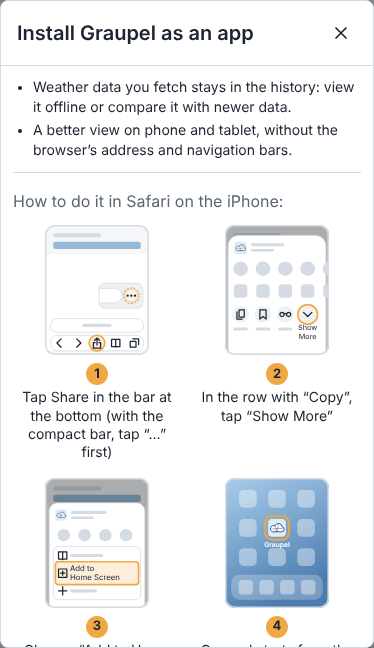 Install Graupel as an app
Weather data you fetch stays in the history: view
it offline or compare it with newer data.
A better view on phone and tablet, without the
browser’s address and navigation bars.
How to do it in Safari on the iPhone:
Show
More
1
Tap Share in the bar at
the bottom (with the
compact bar, tap “…”
first)
2
In the row with “Copy”,
tap “Show More”
Add to
Home Screen
3
Graupel
4